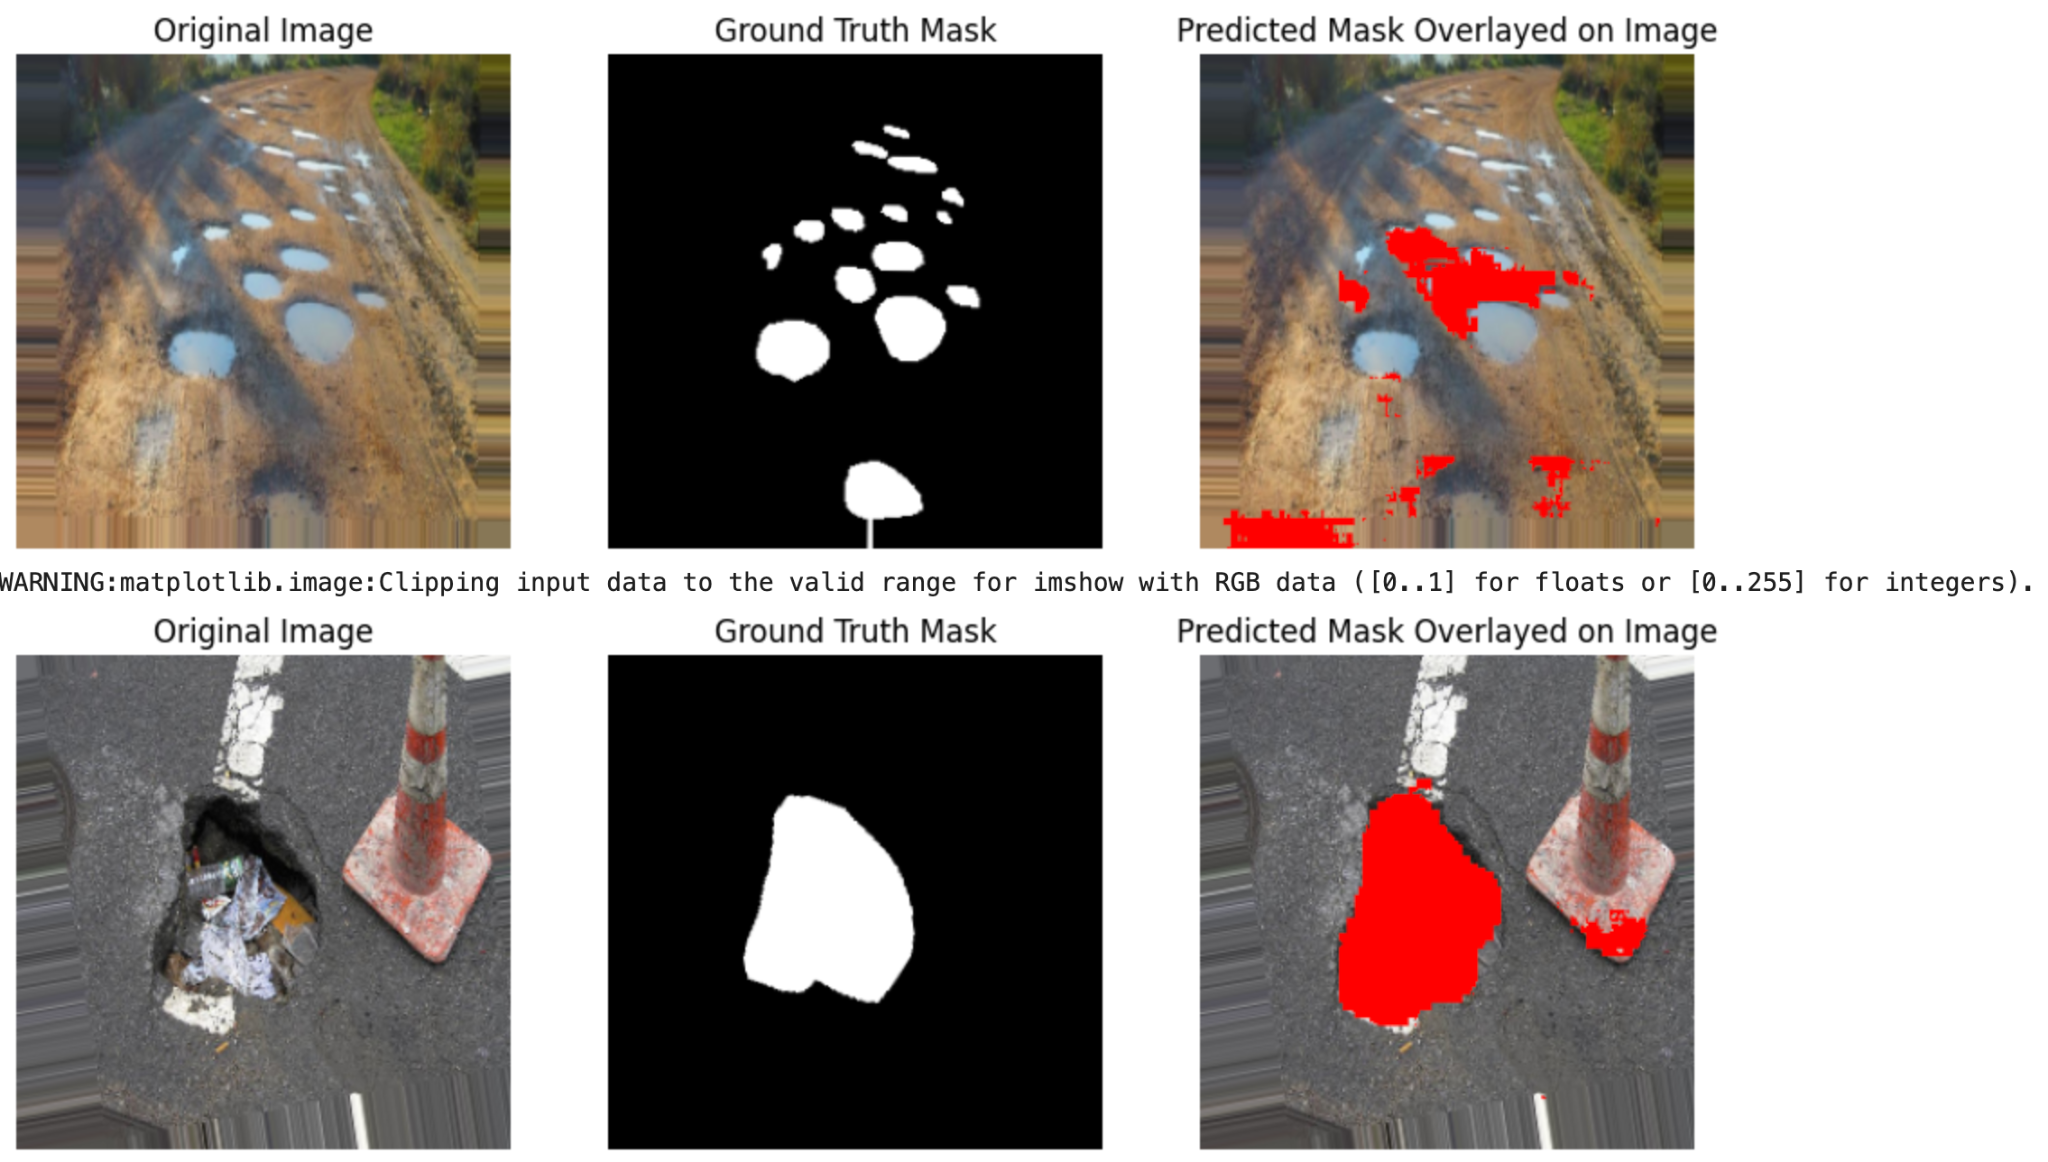 Original Image Ground Truth Mask Predicted Mask Overlayed on Image
WARNING:matplotlib.image:Clipping input data to the valid range for imshow with RGB data ([0..1] for floats or [0..255] for integers).
Original Image Ground Truth Mask Predicted Mask Overlayed on Image